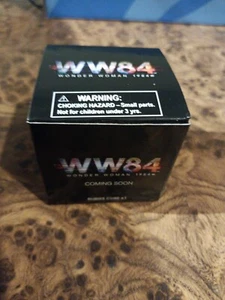 WW84
WONDER WOMAN 1984
WARNING:
CHOKING HAZARD – Small parts.
Not for children under 3 yrs.
WW84
WONDER WOMAN 1984
COMING SOON